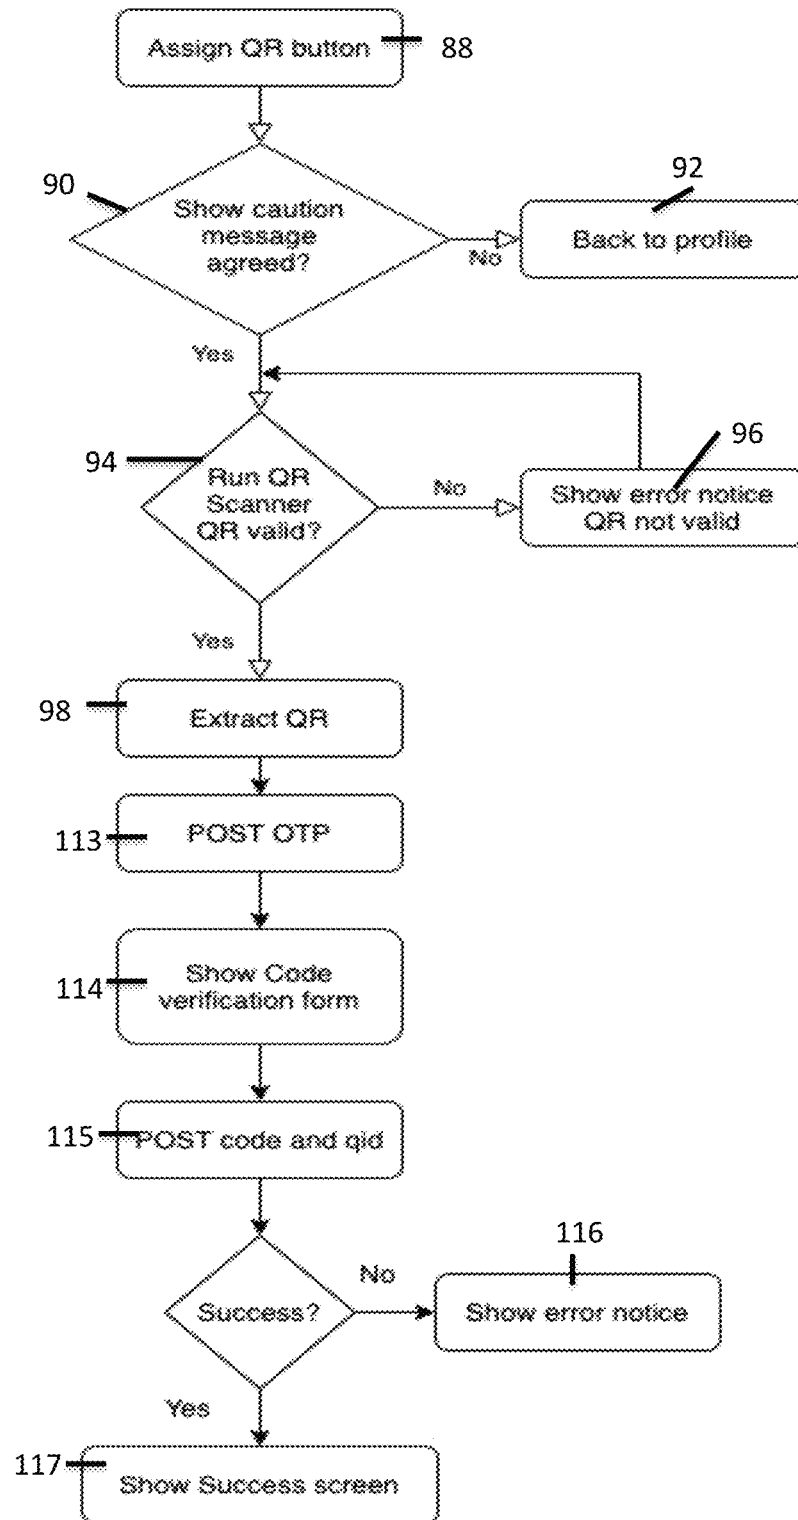 Assign QR button
88
90
Show caution
message
agreed?
No
92
Back to profile
Yes
94
Run QR
Scanner
QR valid?
No
96
Show error notice
QR not valid
Yes
98
Extract QR
113
POST OTP
114
Show Code
verification form
115
POST code and qid
Success?
No
116
Show error notice
Yes
117
Show Success screen